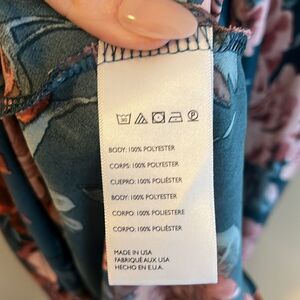 BODY: 100% POLYESTER
CORPS: 100% POLYESTER
CUEPRO: 100% POLIÉSTER
BODY: 100% POLYESTER
CORPO: 100% POLIESTERE
CORPO: 100% POLIÉSTER
MADE IN USA
FABRIQUÉ AUX USA
HECHO EN E.U.A.